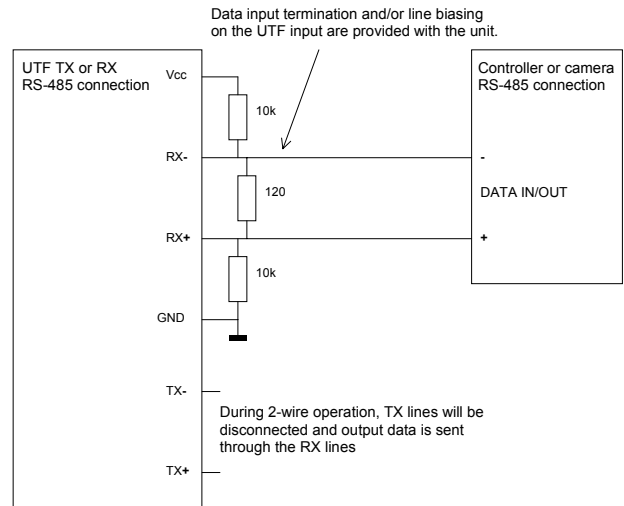 Data input termination and/or line biasing
on the UTF input are provided with the unit.
UTF TX or RX
RS-485 connection
Vcc
Controller or camera
RS-485 connection
10k
RX-
-
120
DATA IN/OUT
RX+
+
10k
GND
TX-
During 2-wire operation, TX lines will be
disconnected and output data is sent
through the RX lines
TX+